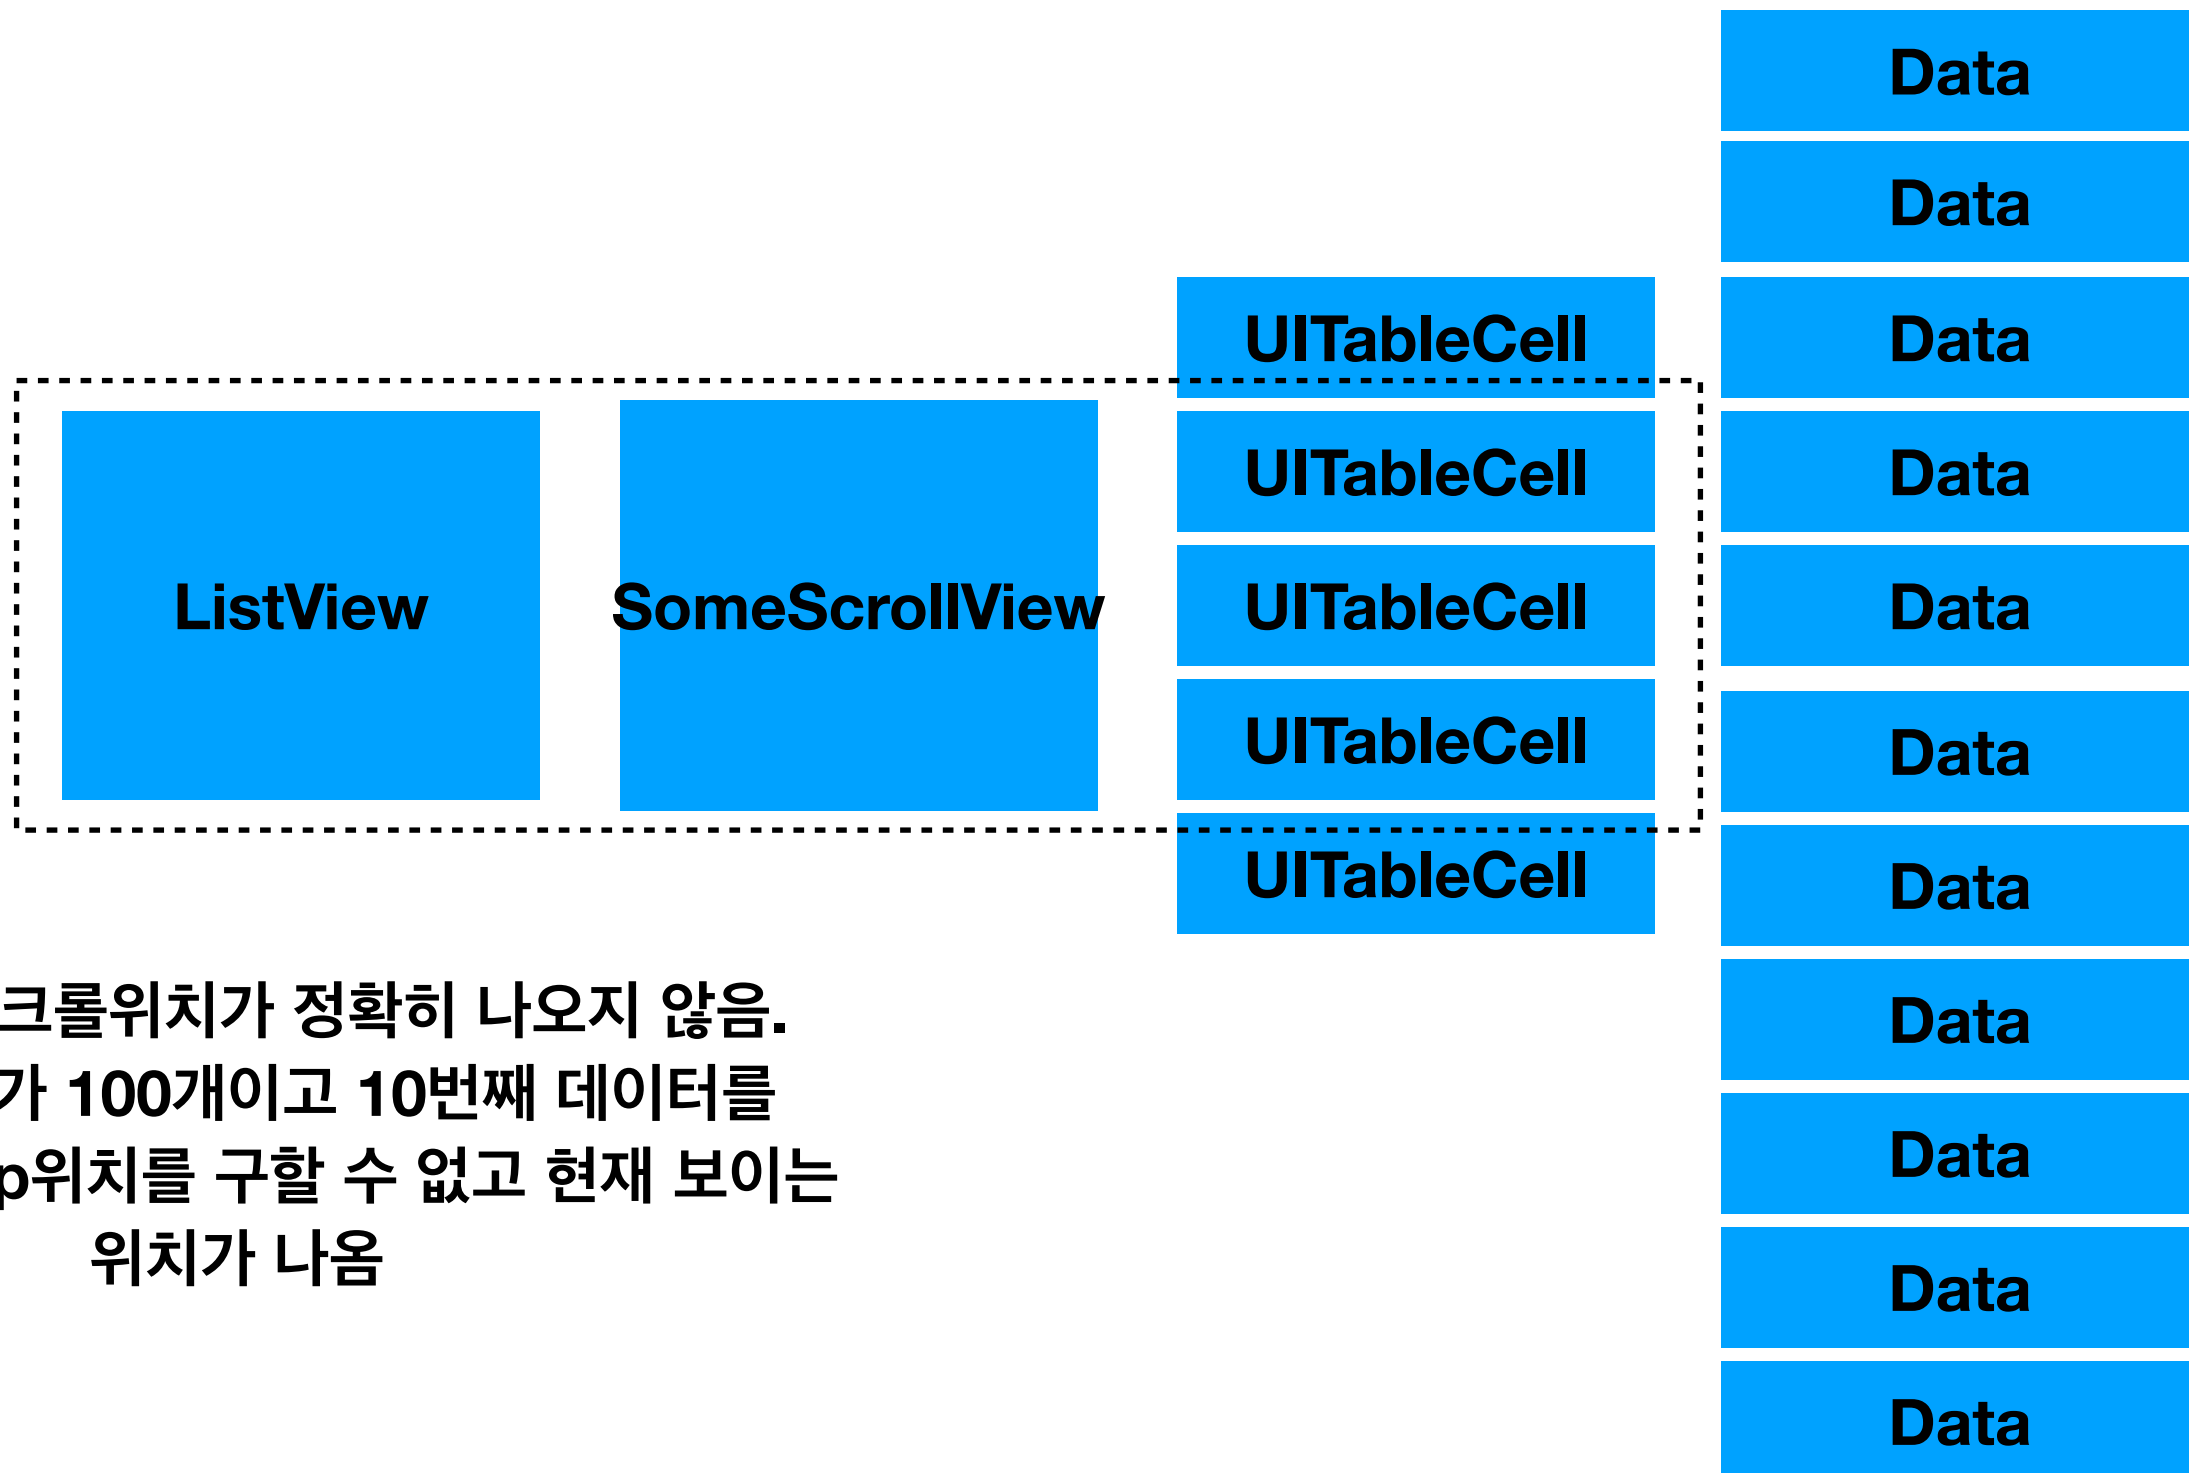 Data
Data
UITableCell
Data
UITableCell
Data
ListView
SomeScrollView
UITableCell
Data
UITableCell
Data
UITableCell
Data
크롤위치가 정확히 나오지 않음.
가 100개이고 10번째 데이터를
p위치를 구할 수 없고 현재 보이는
위치가 나옴
Data
Data
Data
Data